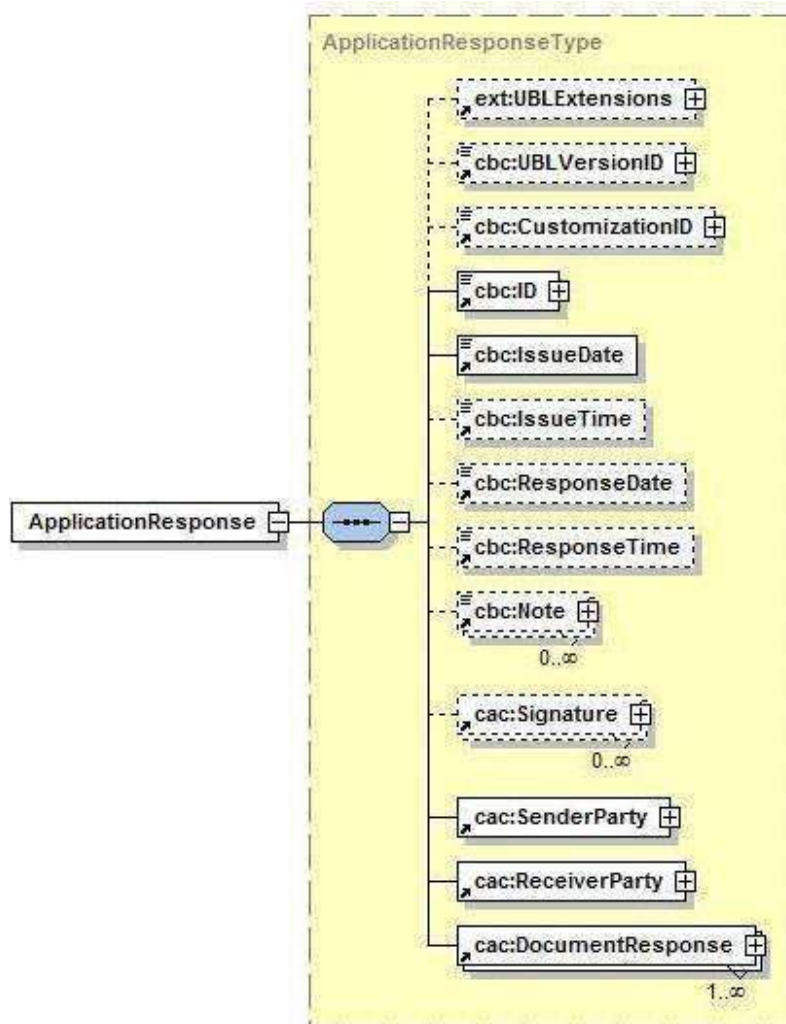 ApplicationResponseType
ext:UBLExtensions
cbc:UBLVersionID
cbc:CustomizationID
cbc:ID
cbc:IssueDate
cbc:IssueTime
cbc:ResponseDate
ApplicationResponse
cbc:ResponseTime
cbc:Note
0..∞
cac:Signature
0..∞
cac:SenderParty
cac:ReceiverParty
cac:DocumentResponse
1..∞